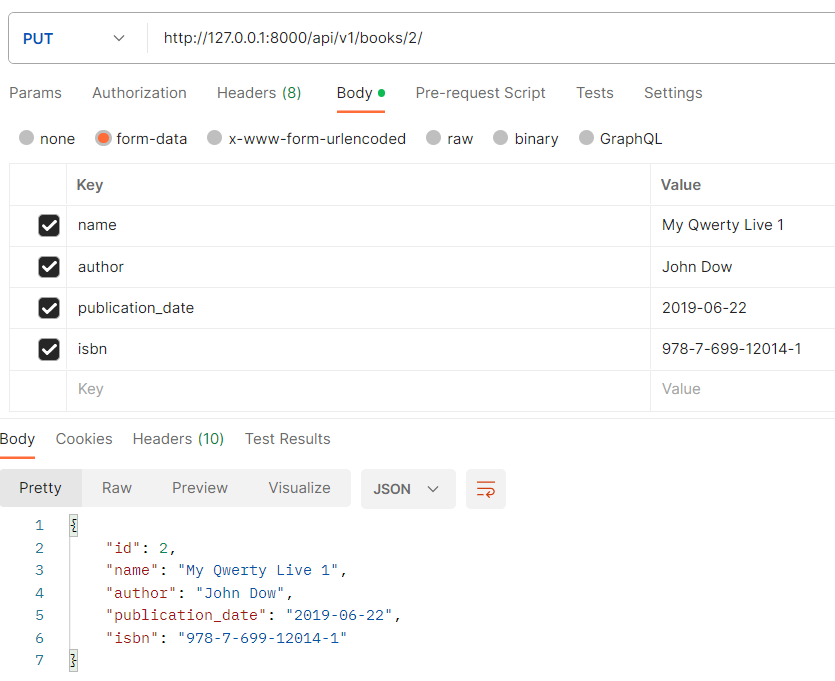 PUT http://127.0.0.1:8000/api/v1/books/2/
Params Authorization Headers (8) Body Pre-request Script Tests Settings
none form-data x-www-form-urlencoded raw binary GraphQL
Key Value
name My Qwerty Live 1
author John Dow
publication_date 2019-06-22
isbn 978-7-699-12014-1
Key Value
Body Cookies Headers (10) Test Results
Pretty Raw Preview Visualize JSON
1 {
2 "id": 2,
3 "name": "My Qwerty Live 1",
4 "author": "John Dow",
5 "publication_date": "2019-06-22",
6 "isbn": "978-7-699-12014-1"
7 }